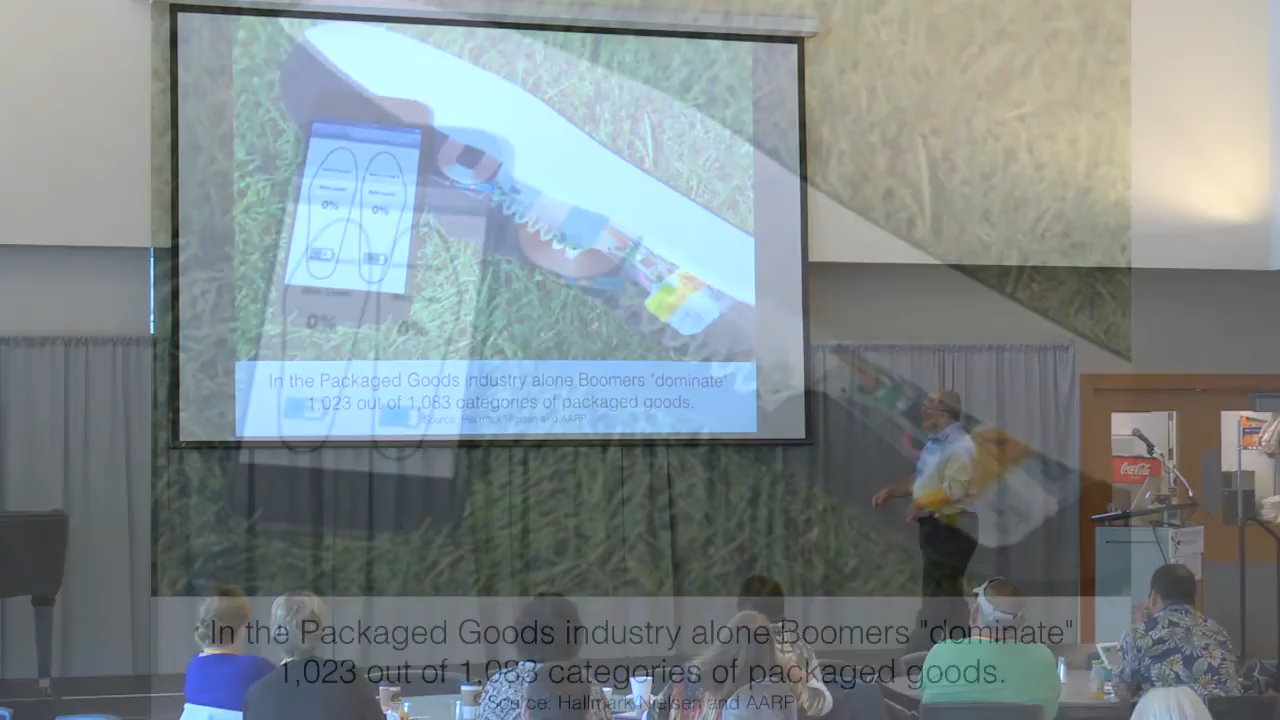 0%
0%
In the Packaged Goods industry alone Boomers "dominate"
1,023 out of 1,083 categories of packaged goods.
Source: Hallmark/Nielsen and AARP
0%
0%
Coca-Cola
In the Packaged Goods industry alone Boomers "dominate"
1,023 out of 1,083 categories of packaged goods.
Source: Hallmark/Nielsen and AARP